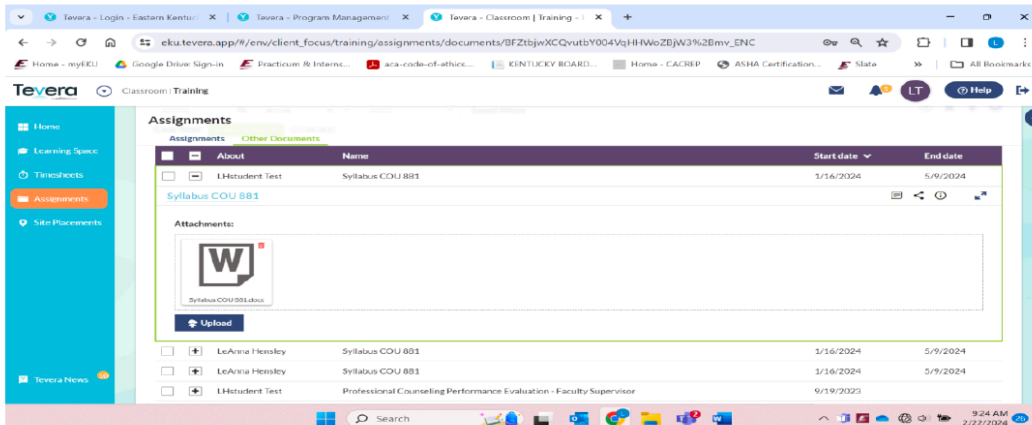 Tevera - Login - Eastern Kentuc
Tevera - Program Management
Tevera - Classroom | Training -
eku.tevera.app/#/env/client_focus/training/assignments/documents/BFZtbjwXCQvutbY004VqHHWoZBjW3%2Bmv_ENC
Home - myEKU
Google Drive: Sign-in
Practicum & Interns...
aca-code-of-ethics...
KENTUCKY BOARD...
Home - CACREP
ASHA Certification...
Slate
All Bookmarks
Tevera
Classroom: Training
LT
Help
Home
Learning Space
Timesheets
Assignments
Site Placements
Tevera News
Assignments
Assignments Other Documents
About Name Start date End date
LHstudent Test Syllabus COU 881 1/16/2024 5/9/2024
Syllabus COU 881
Attachments:
W
Syllabus COU 881.docx
Upload
LeAnna Hensley Syllabus COU 881 1/16/2024 5/9/2024
LeAnna Hensley Syllabus COU 881 1/16/2024 5/9/2024
LHstudent Test Professional Counseling Performance Evaluation - Faculty Supervisor 9/19/2023
Search
9:24 AM
2/22/2024